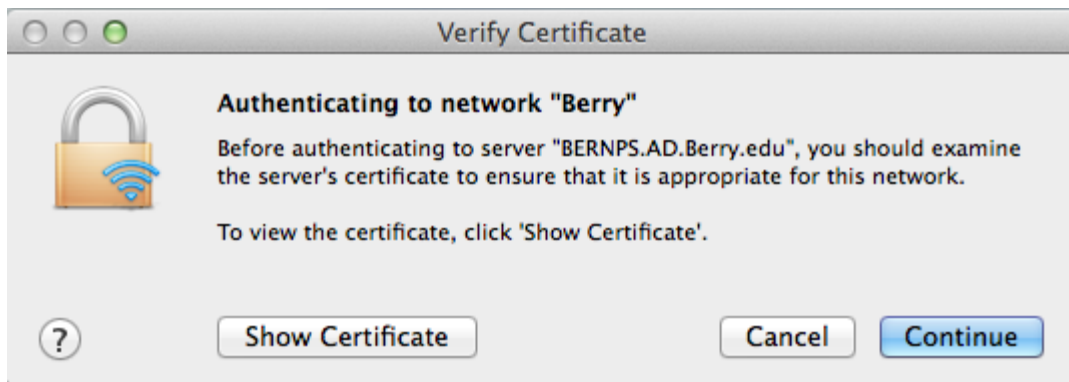 Verify Certificate
Authenticating to network "Berry"
Before authenticating to server "BERNPS.AD.Berry.edu", you should examine
the server's certificate to ensure that it is appropriate for this network.
To view the certificate, click 'Show Certificate'.
? Show Certificate Cancel Continue